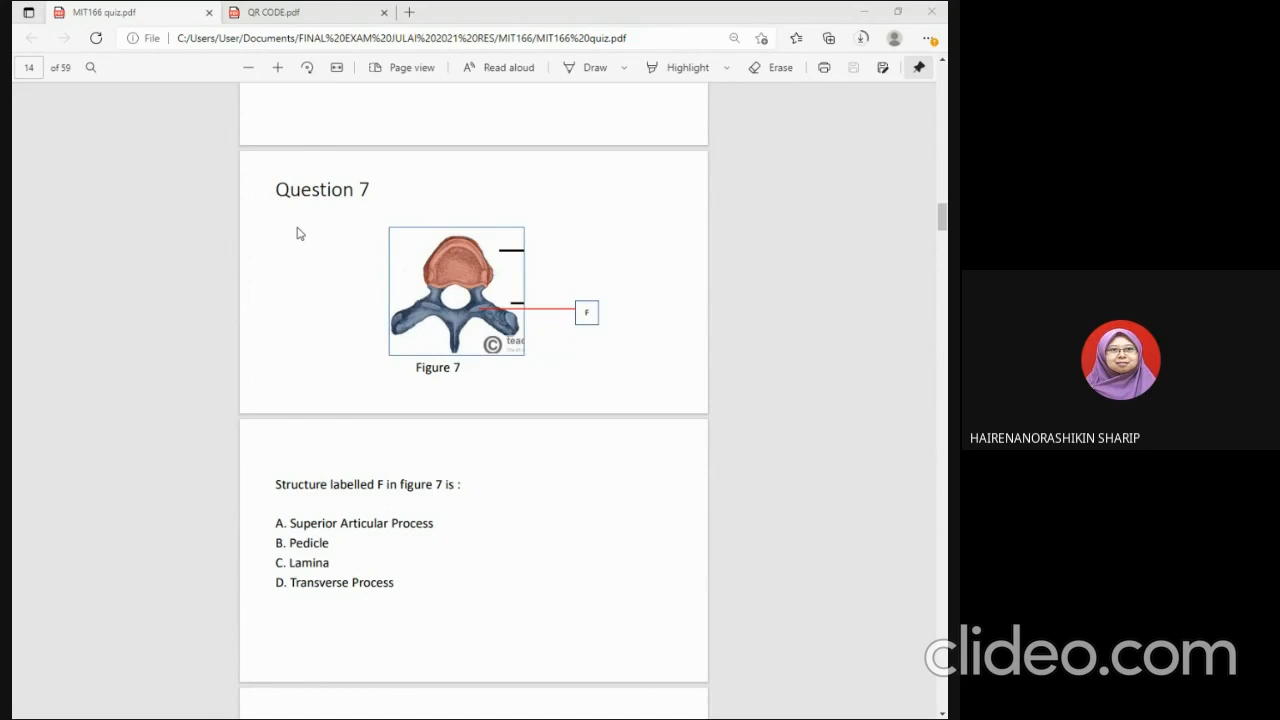 MIT166 quiz.pdf
QR CODE.pdf
File
C:/Users/User/Documents/FINAL%20EXAM%20JULAI%202021%20RES/MIT166/MIT166%20quiz.pdf
14 of 59
Page view
Read aloud
Draw
Highlight
Erase
Question 7
F
© teac
Figure 7
Structure labelled F in figure 7 is :
A. Superior Articular Process
B. Pedicle
C. Lamina
D. Transverse Process
HAIRENANORASHIKIN SHARIP
©clideo.com